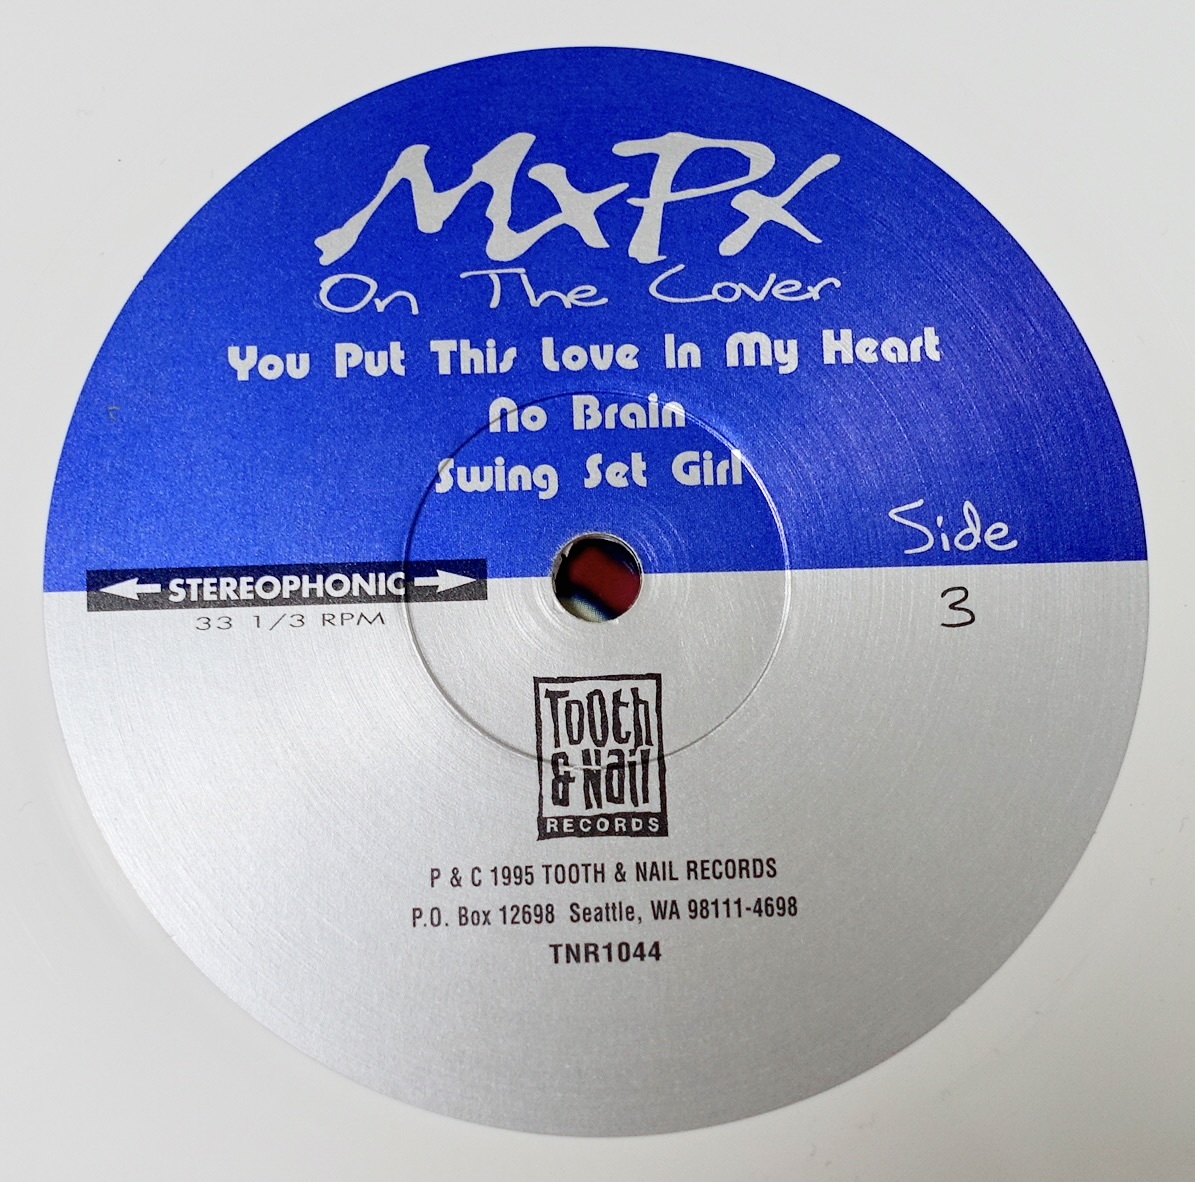 MxPx
On The Cover
You Put This Love In My Heart
No Brain
Swing Set Girl
Side
3
STEREOPHONIC
33 1/3 RPM
Tooth
& Nail
RECORDS
P & C 1995 TOOTH & NAIL RECORDS
P.O. Box 12698 Seattle, WA 98111-4698
TNR1044